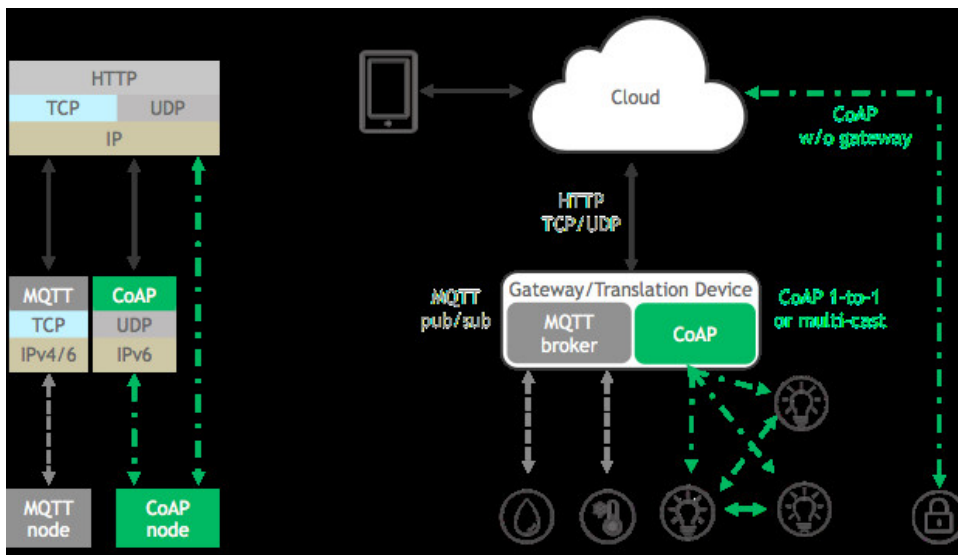 HTTP
TCP UDP
IP
MQTT CoAP
TCP UDP
IPv4/6 IPv6
MQTT
node
CoAP
node
Cloud
CoAP
w/o gateway
HTTP
TCP/UDP
MQTT
pub/sub
Gateway/Translation Device
MQTT
broker
CoAP
CoAP 1-to-1
or multi-cast